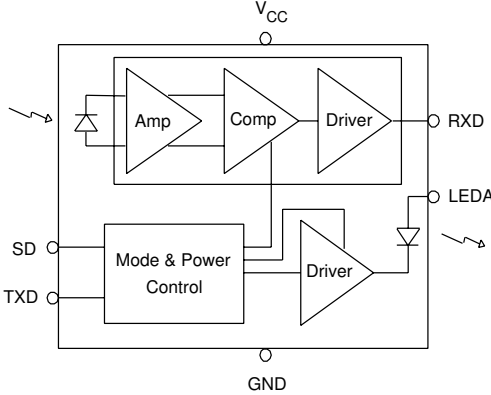 VCC
Amp
Comp
Driver
RXD
LEDA
SD
Mode & Power
Control
Driver
TXD
GND